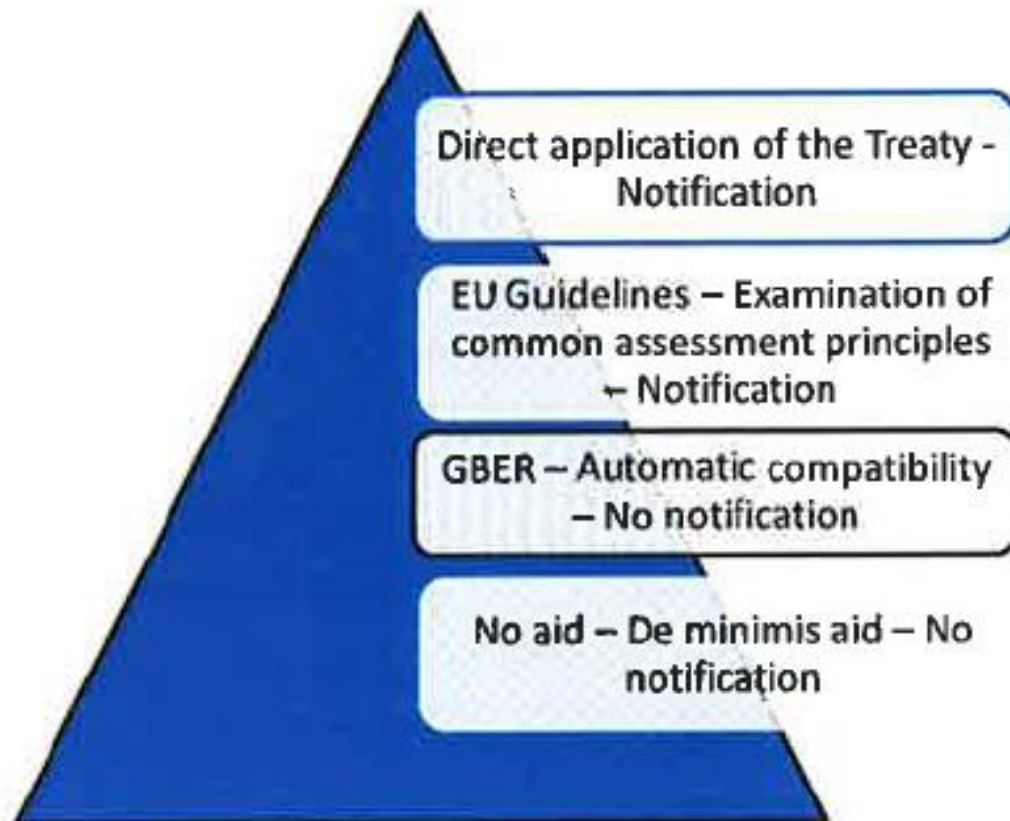 Direct application of the Treaty -
Notification
EU Guidelines – Examination of
common assessment principles
– Notification
GBER – Automatic compatibility
– No notification
No aid – De minimis aid – No
notification